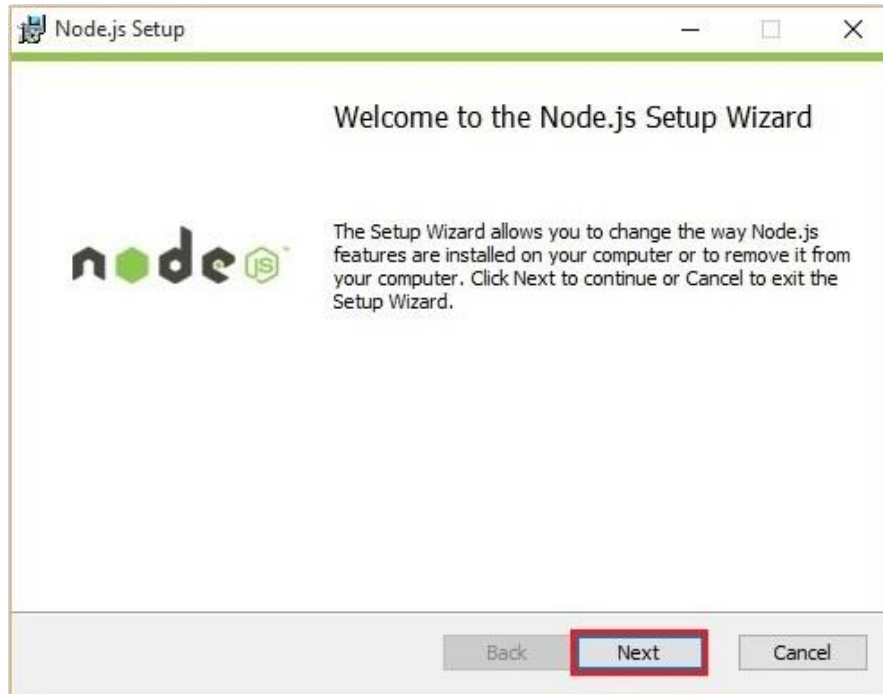 Node.js Setup
Welcome to the Node.js Setup Wizard
The Setup Wizard allows you to change the way Node.js
features are installed on your computer or to remove it from
your computer. Click Next to continue or Cancel to exit the
Setup Wizard.
node JS
Back Next Cancel